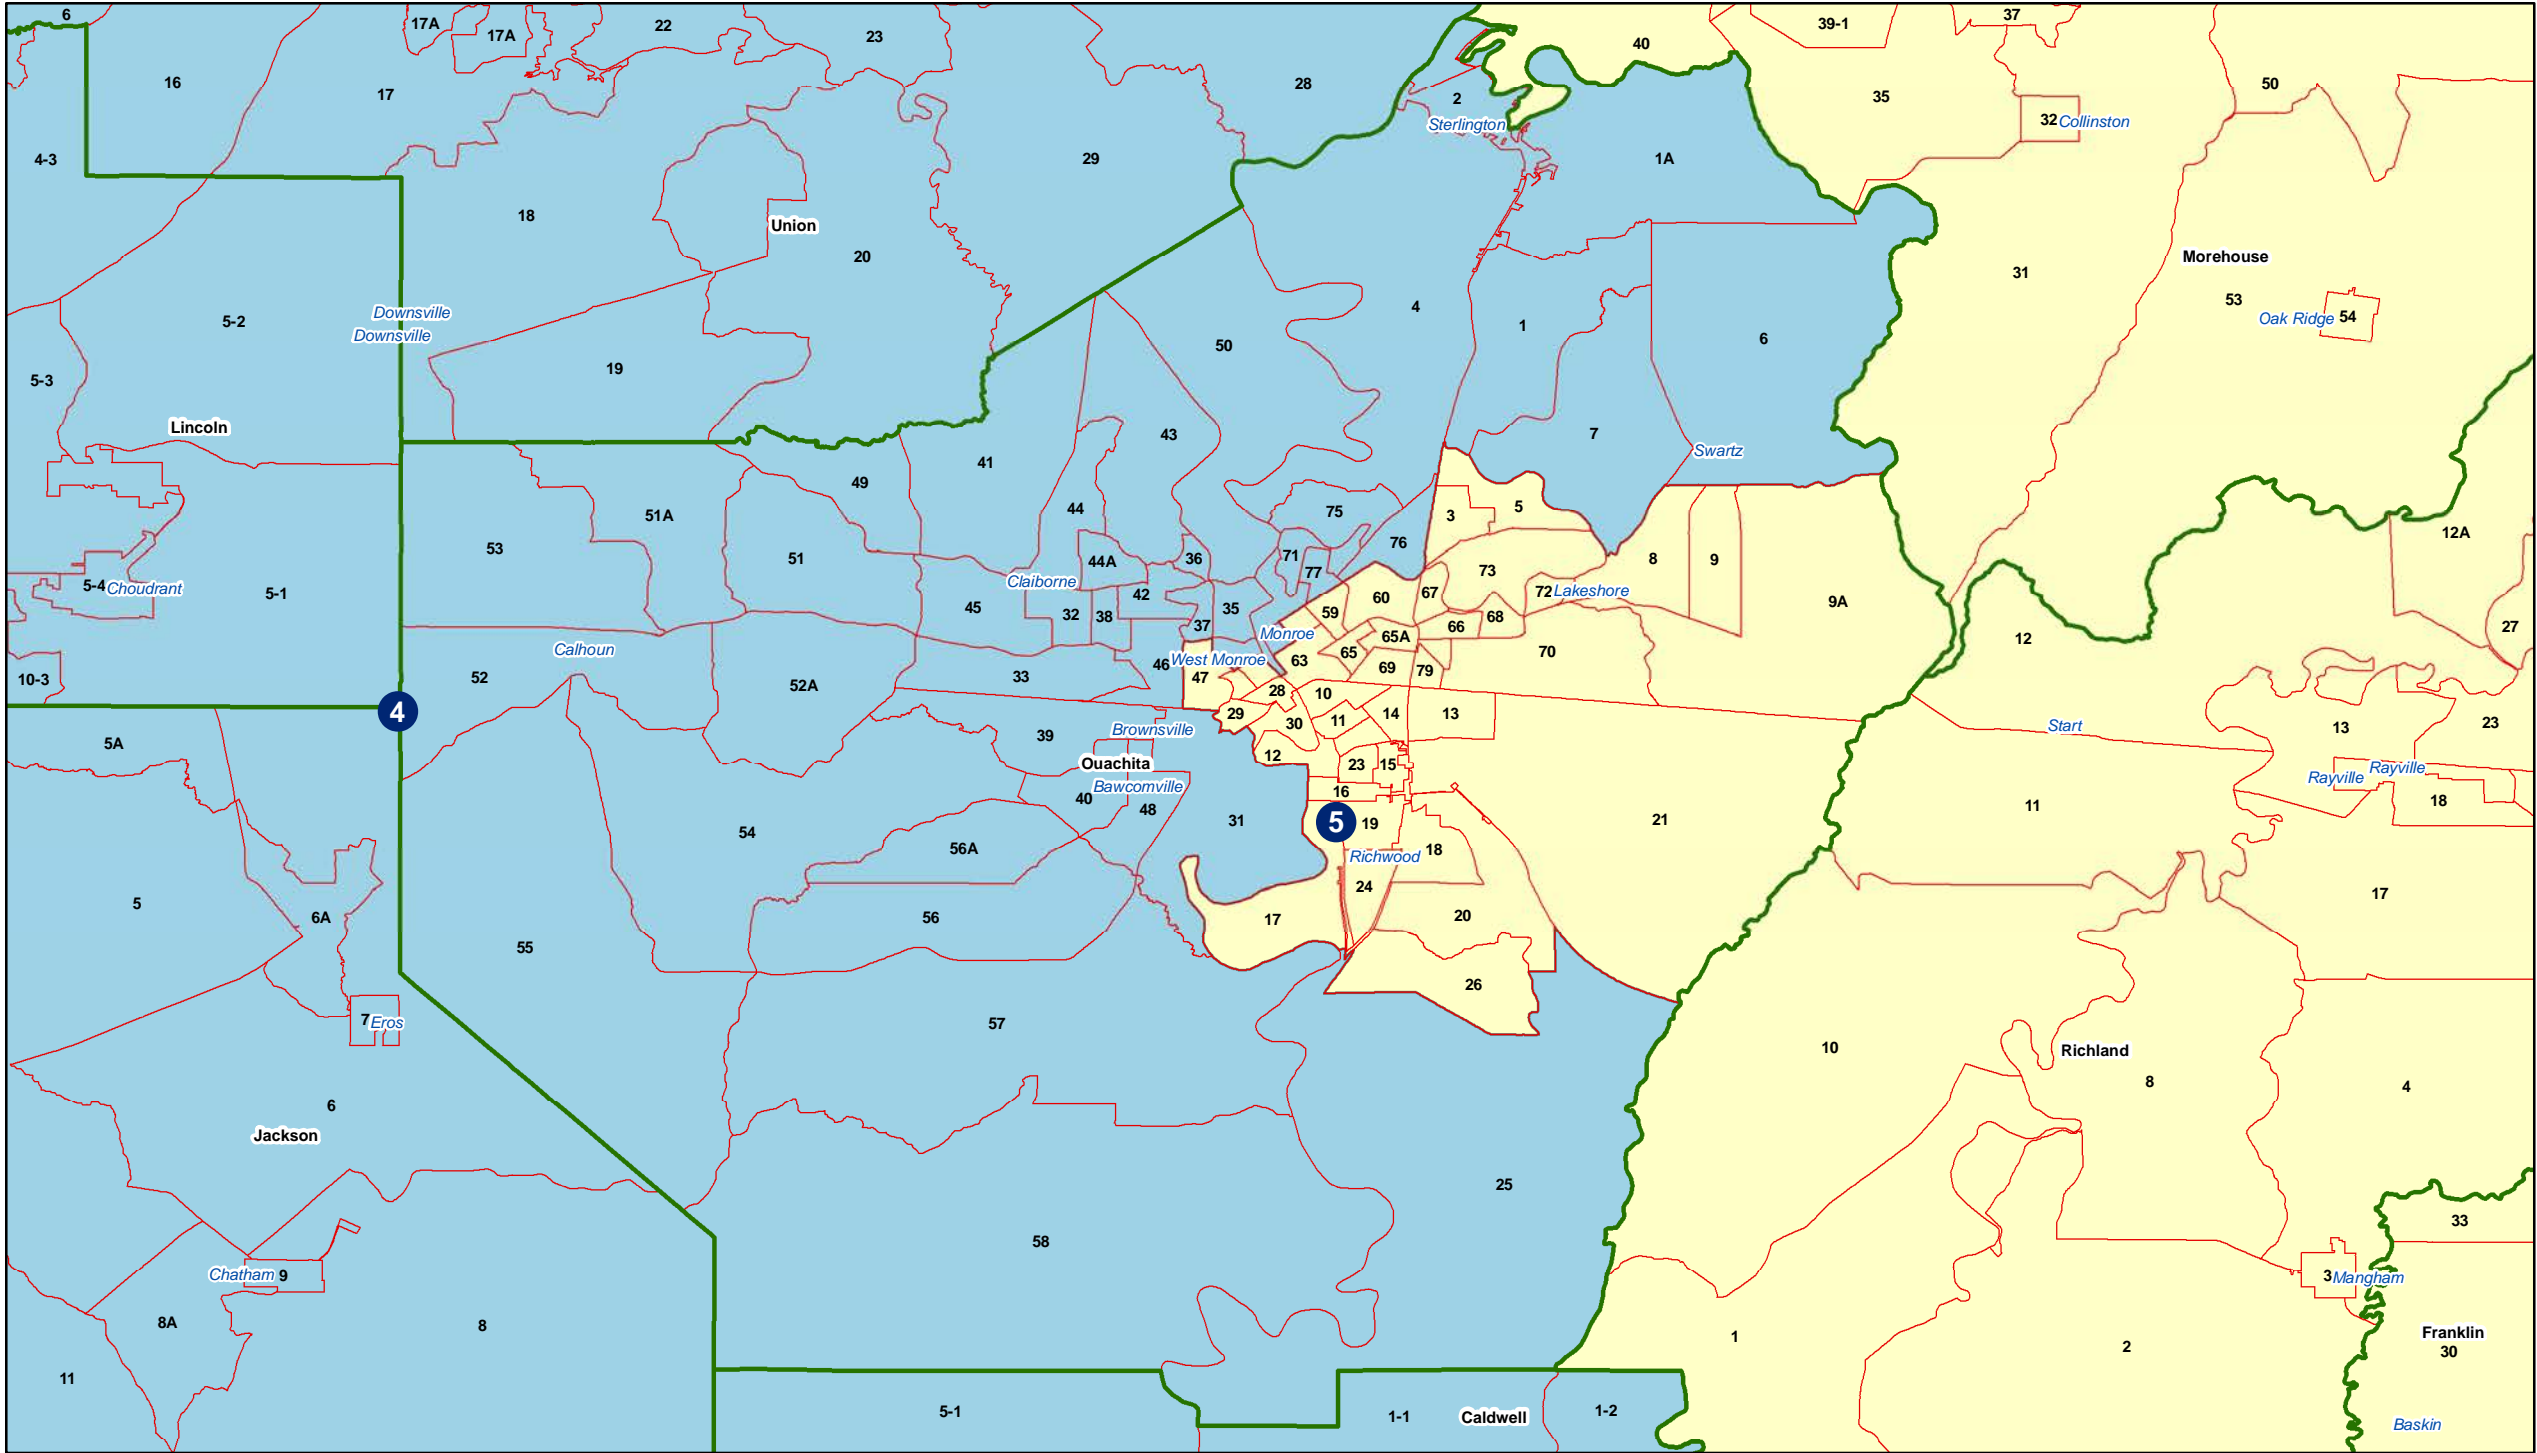 6
17A
17A
22
23
39-1
37
40
16
17
28
2
35
50
32 Collinston
Sterlington
4-3
29
1A
18
Union
20
31
Morehouse
53
Oak Ridge 54
Downsville
Downsville
5-2
4
1
6
50
19
5-3
Lincoln
43
7
Swartz
41
49
51A
44
75
3
5
53
51
76
12A
44A
36
71
77
8
9
73
Claiborne
5-4 Choudrant
5-1
42
67
72 Lakeshore
45
32
38
35
60
59
9A
37
66
68
27
Monroe
65A
12
Calhoun
46 West Monroe
63
65
70
10-3
52
52A
33
47
69
79
28
10
4
29
30
11
14
13
Start
13
23
5A
39
Brownsville
12
23
15
Ouachita
Rayville
Rayville
Bawcomville
40
48
16
11
18
54
31
5
19
21
56A
Richwood
18
24
5
6A
56
17
20
17
55
26
7 Eros
57
10
Richland
8
4
6
Jackson
25
33
58
Chatham 9
3 Mangham
8A
8
1
2
Franklin
30
11
5-1
1-1
Caldwell
1-2
Baskin